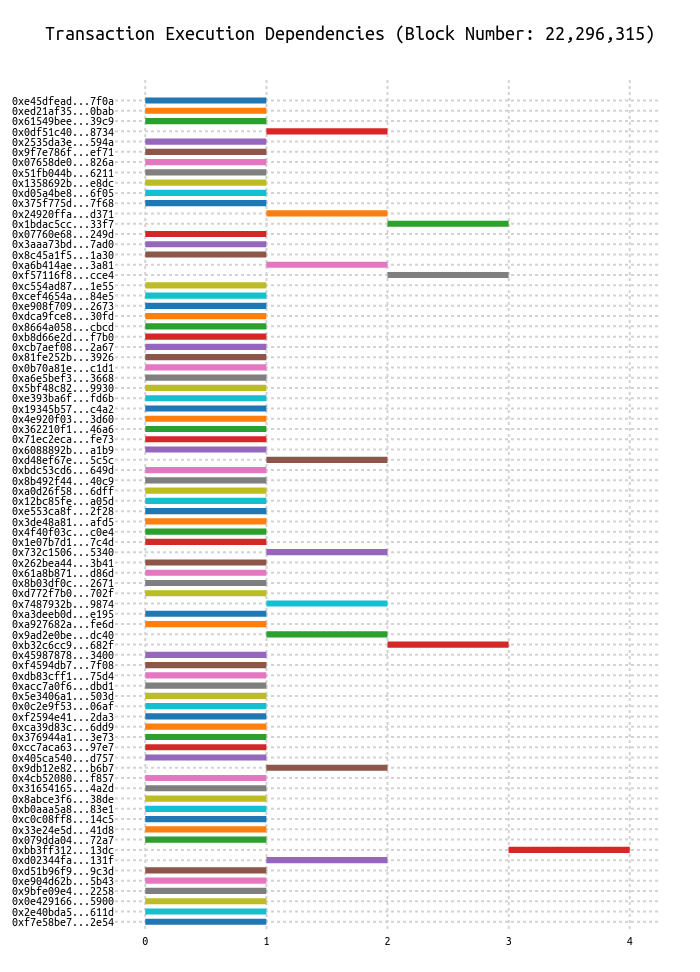 Transaction Execution Dependencies (Block Number: 22,296,315)
0xe45dfead...7f0a
0xed21af35...0bab
0x61549bee...39c9
0x0df51c40...8734
0x2535da3e...594a
0x9f7e786f...ef71
0x07658de0...826a
0x51fb044b...6211
0x1358692b...e8dc
0xd05a4be8...6f05
0x375f775d...7f68
0x24920ffa...d371
0x1bdac5cc...33f7
0x07760e68...249d
0x3aaa73bd...7ad0
0x8c45a1f5...1a30
0xa6b414ae...3a81
0xf57116f8...cce4
0xc554ad87...1e55
0xcef4654a...84e5
0xe908f709...2673
0xdca9fce8...30fd
0x8664a058...cbcd
0xb8d66e2d...f7b0
0xcb7aef08...2a67
0x81fe252b...3926
0x0b70a81e...c1d1
0xa6e5bef3...3668
0x5bf48c82...9930
0xe393ba6f...fd6b
0x19345b57...c4a2
0x4e920f03...3d60
0x362210f1...46a6
0x71ec2eca...fe73
0x6088892b...a1b9
0xd48ef67e...5c5c
0xbdc53cd6...649d
0x8b492f44...40c9
0xa0d26f58...6dff
0x12bc85fe...a05d
0xe553ca8f...2f28
0x3de48a81...afd5
0x4f40f03c...c0e4
0x1e07b7d1...7c4d
0x732c1506...5340
0x262bea44...3b41
0x61a8b871...d86d
0x8b03df0c...2671
0xd772f7b0...702f
0x7487932b...9874
0xa3deeb0d...e195
0xa927682a...fe6d
0x9ad2e0be...dc40
0xb32c6cc9...682f
0x45987878...3400
0xf4594db7...7f08
0xdb83cff1...75d4
0xacc7a0f6...dbd1
0x5e3406a1...503d
0x0c2e9f53...06af
0xf2594e41...2da3
0xca39d83c...6dd9
0x376944a1...3e73
0xcc7aca63...97e7
0x405ca540...d757
0x9db12e82...b6b7
0x4cb52080...f857
0x31654165...4a2d
0x8abce3f6...38de
0xb0aaa5a8...83e1
0xc0c08ff8...14c5
0x33e24e5d...41d8
0x079dda04...72a7
0xbb3ff312...13dc
0xd02344fa...131f
0xd51b96f9...9c3d
0xe904d62b...5b43
0x9bfe09e4...2258
0x0e429166...5900
0x2e40bda5...611d
0xf7e58be7...2e54
0 1 2 3 4